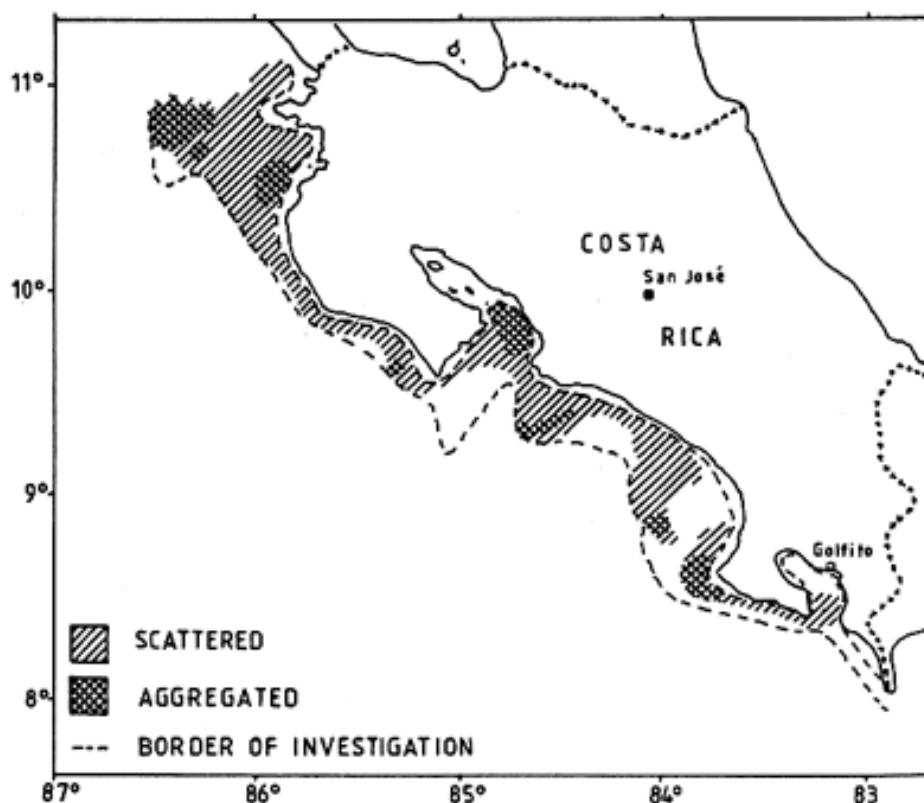 11°
10°
9°
8°
COSTA
San José
RICA
Golfito
SCATTERED
AGGREGATED
BORDER OF INVESTIGATION
87°
86°
85°
84°
83